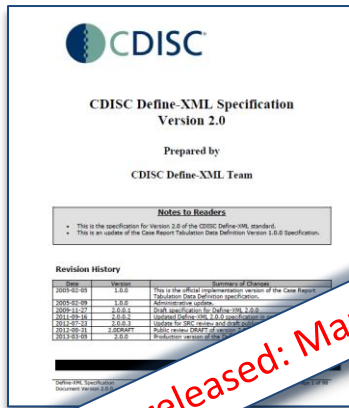 CDISC
CDISC Define-XML Specification
Version 2.0
Prepared by
CDISC Define-XML Team
Notes to Readers
• This is the specification for Version 2.0 of the CDISC Define-XML standard.
• This is an update of the Case Report Tabulation Data Definition Version 1.0.0 Specification.
Revision History
Date Version Summary of Changes
2005-02-05 1.0.0 This is the official implementation version of the Case Report
Tabulation Data Definition specification.
2005-02-09 1.0.0 Administrative update.
2009-11-27 2.0.0.1 Draft specification for Define-XML 2.0.0
2011-09-16 2.0.0.2 Updated Define-XML 2.0.0 specification in
2012-07-23 2.0.0.3 Update for SRC review and draft public
2012-08-31 2.0DRAFT Public review DRAFT of version 2.0.0
2013-03-05 2.0.0 Production version of the
Define-XML Specification
Document Version 2.0.0
of 98
eleased: Ma